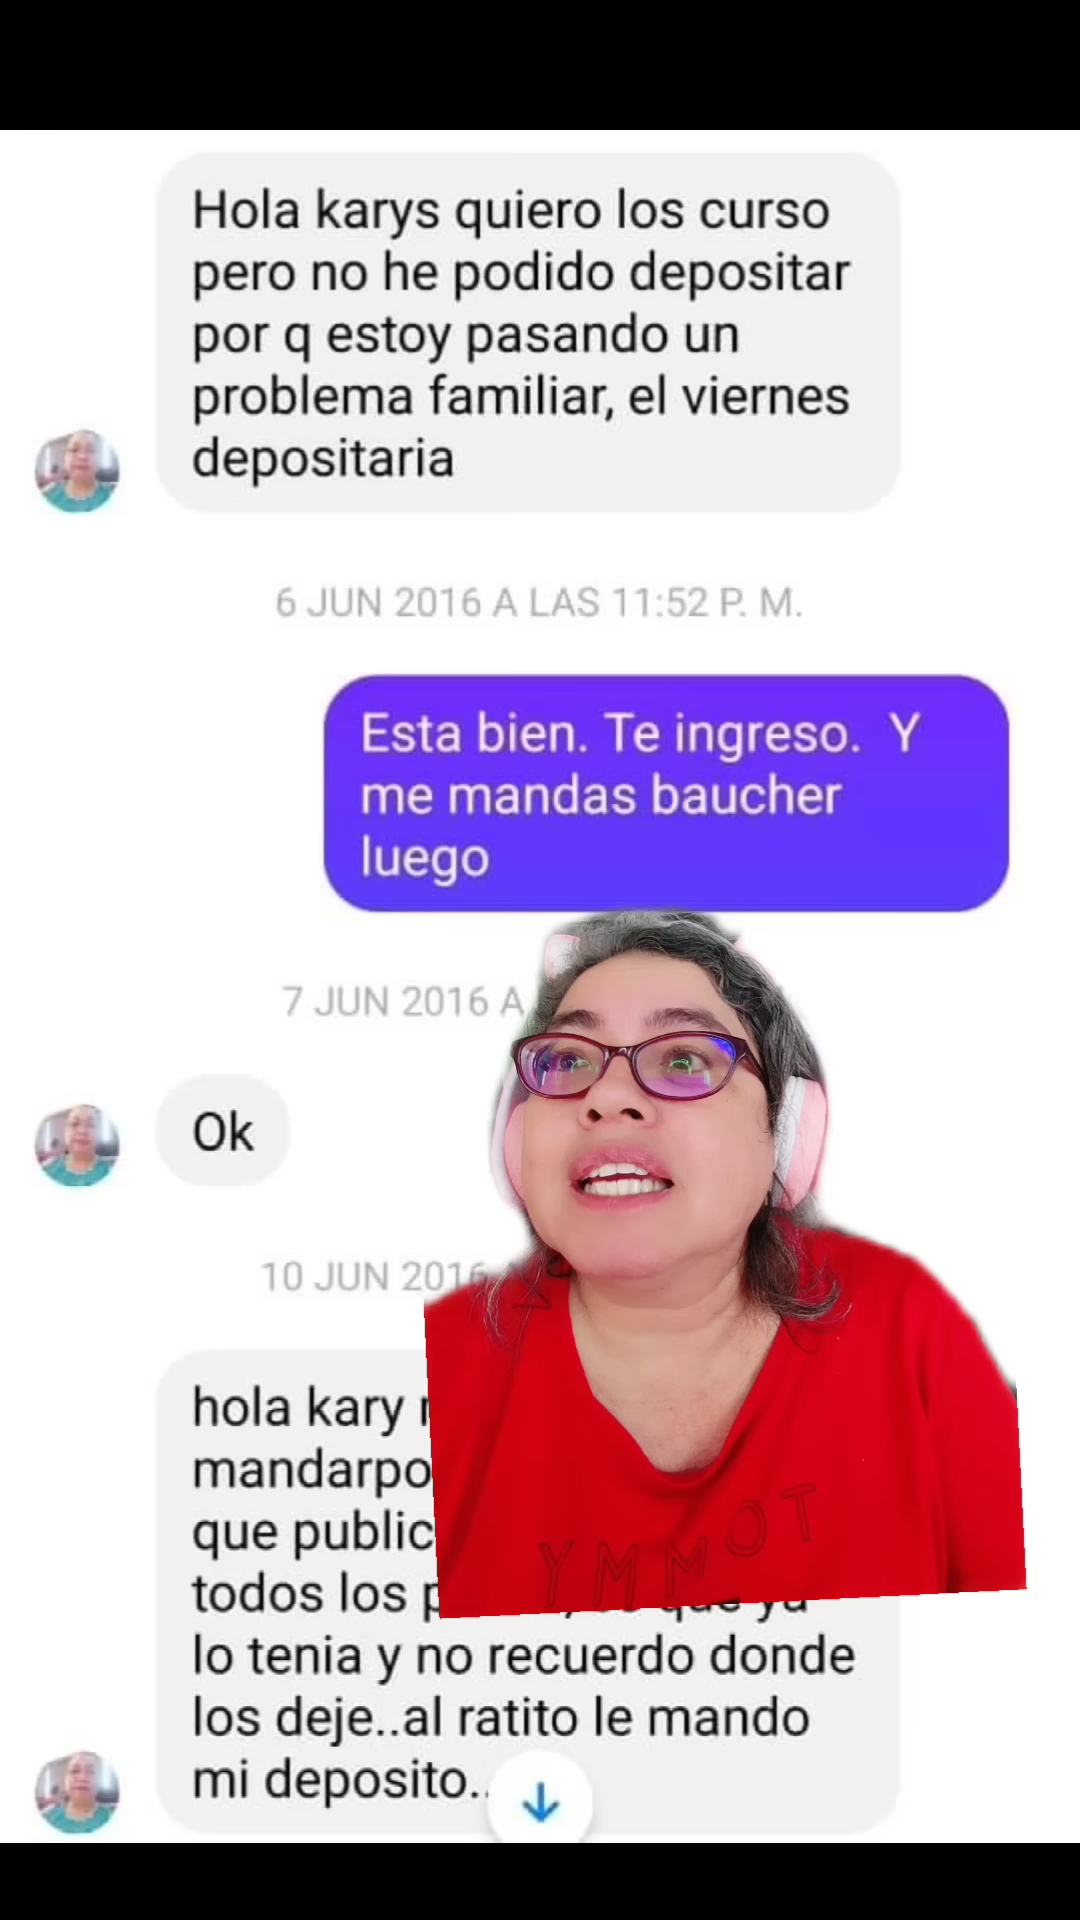 Hola karys quiero los curso
pero no he podido depositar
por q estoy pasando un
problema familiar, el viernes
depositaria
6 JUN 2016 A LAS 11:52 P. M.
Esta bien. Te ingreso. Y
me mandas baucher
luego
7 JUN 2016 A
Ok
10 JUN 2016
hola kary
que
todos los
lo tenia y no recuerdo donde
los deje..al ratito le mando
mi deposito..